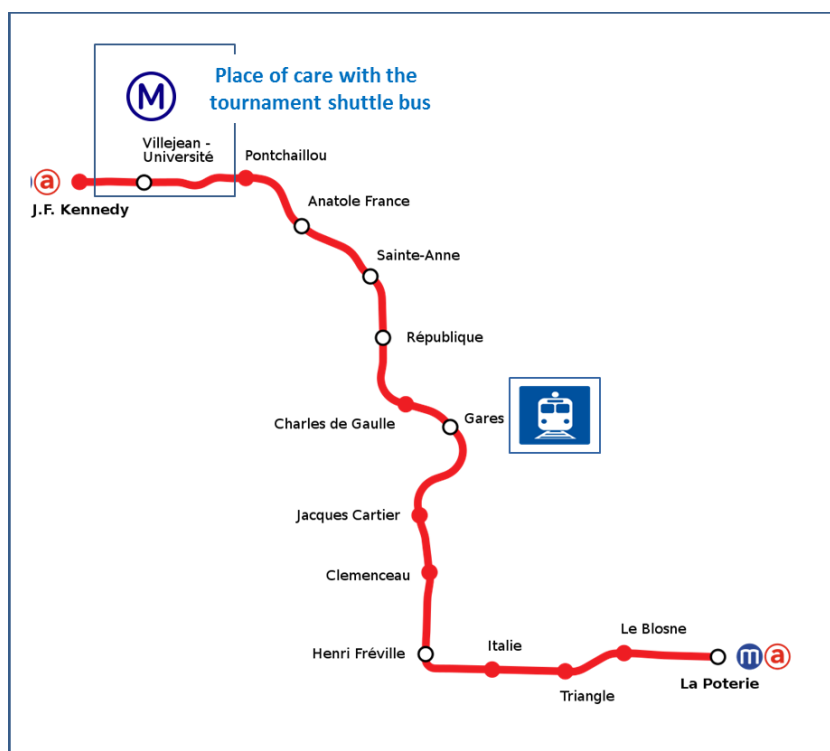 Place of care with the
tournament shuttle bus
M
Villejean -
Université
Pontchaillou
a
J.F. Kennedy
Anatole France
Sainte-Anne
République
Charles de Gaulle
Gares
Jacques Cartier
Clemenceau
Henri Fréville
Italie
Le Blosne
m a
Triangle
La Poterie